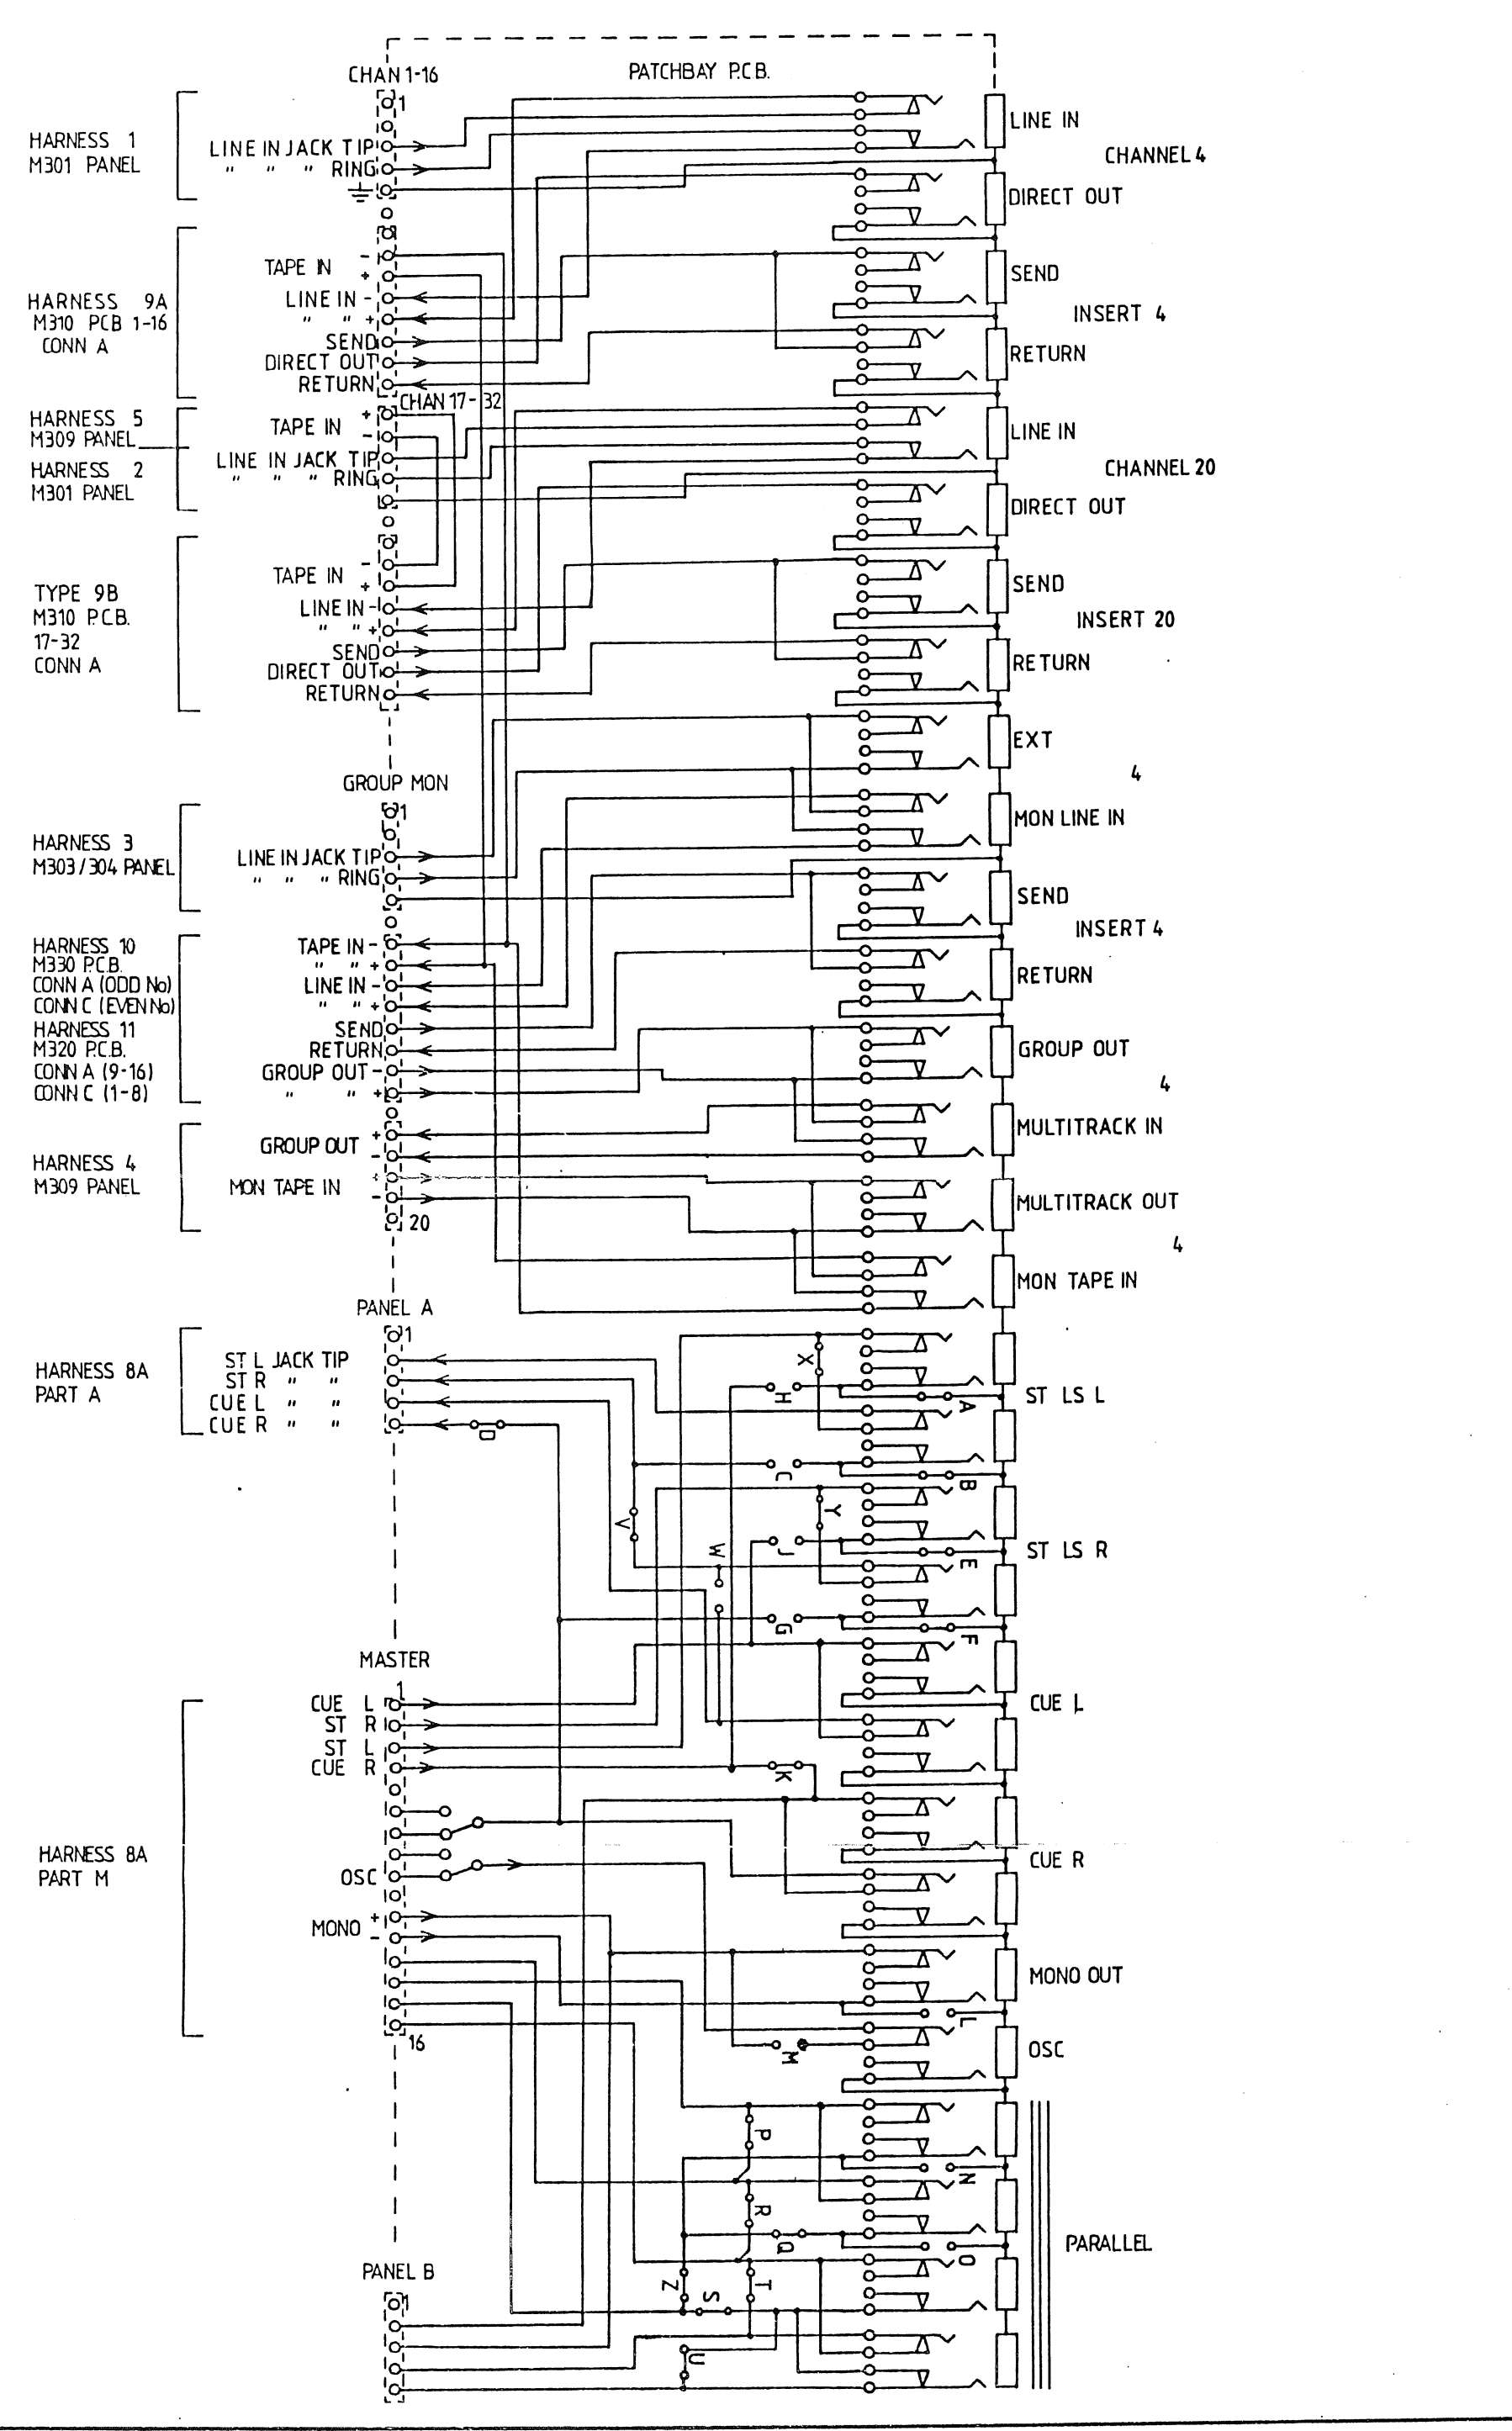 CHAN 1-16
PATCHBAY P.C.B.
1
HARNESS 1
M301 PANEL
LINE IN JACK TIP
" " " RING
LINE IN
CHANNEL 4
DIRECT OUT
HARNESS 9A
M310 PCB 1-16
CONN A
TAPE IN -
+
LINE IN -
" " +
SEND
DIRECT OUT
RETURN
SEND
INSERT 4
RETURN
CHAN 17-32
HARNESS 5
M309 PANEL
HARNESS 2
M301 PANEL
TAPE IN +
-
LINE IN JACK TIP
" " " RING
LINE IN
CHANNEL 20
DIRECT OUT
TYPE 9B
M310 P.C.B.
17-32
CONN A
TAPE IN -
+
LINE IN -
" " +
SEND
DIRECT OUT
RETURN
SEND
INSERT 20
RETURN
EXT
4
MON LINE IN
GROUP MON
1
HARNESS 3
M303/304 PANEL
LINE IN JACK TIP
" " " RING
SEND
INSERT 4
RETURN
HARNESS 10
M330 P.C.B.
CONN A (ODD No)
CONN C (EVEN No)
HARNESS 11
M320 P.C.B.
CONN A (9-16)
CONN C (1-8)
TAPE IN -
" " +
LINE IN -
" " +
SEND
RETURN
GROUP OUT -
" " +
GROUP OUT
4
MULTITRACK IN
HARNESS 4
M309 PANEL
GROUP OUT +
-
MON TAPE IN +
-
20
MULTITRACK OUT
4
MON TAPE IN
PANEL A
1
HARNESS 8A
PART A
ST L JACK TIP
ST R " "
CUE L " "
CUE R " "
D
X
H
A
ST LS L
C
B
V
Y
W
J
E
ST LS R
G
F
MASTER
1
CUE L
ST R
ST L
CUE R
CUE L
K
HARNESS 8A
PART M
OSC
MONO +
-
16
CUE R
MONO OUT
L
M
OSC
P
N
R
Q
O
PARALLEL
Z
S
T
U
PANEL B
1